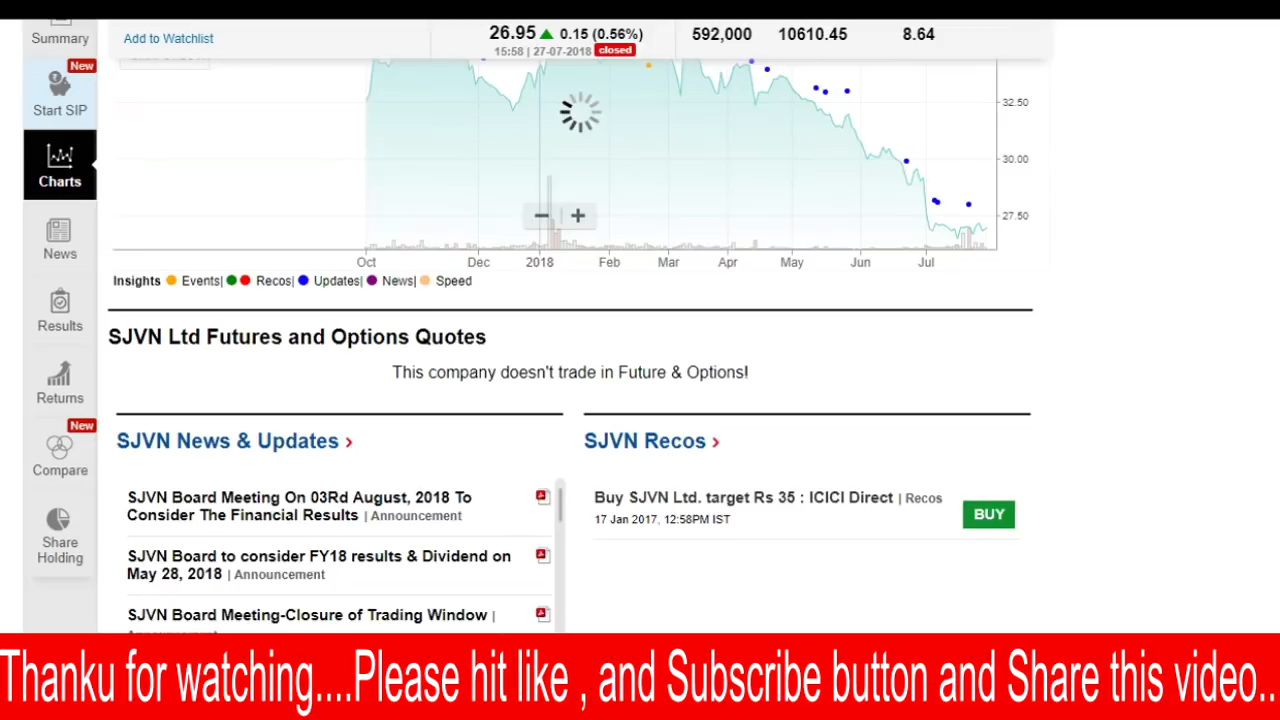 Summary
Add to Watchlist
26.95 0.15 (0.56%)
15:58 | 27-07-2018 closed
592,000 10610.45 8.64
New
Start SIP
Charts
News
Results
Returns
New
Compare
Share
Holding
32.50
30.00
27.50
Oct Dec 2018 Feb Mar Apr May Jun Jul
Insights Events| Recos| Updates| News| Speed
SJVN Ltd Futures and Options Quotes
This company doesn't trade in Future & Options!
SJVN News & Updates ›
SJVN Board Meeting On 03Rd August, 2018 To
Consider The Financial Results | Announcement
SJVN Board to consider FY18 results & Dividend on
May 28, 2018 | Announcement
SJVN Board Meeting-Closure of Trading Window |
SJVN Recos ›
Buy SJVN Ltd. target Rs 35 : ICICI Direct | Recos
17 Jan 2017, 12:58PM IST
BUY
Thanku for watching....Please hit like , and Subscribe button and Share this video..